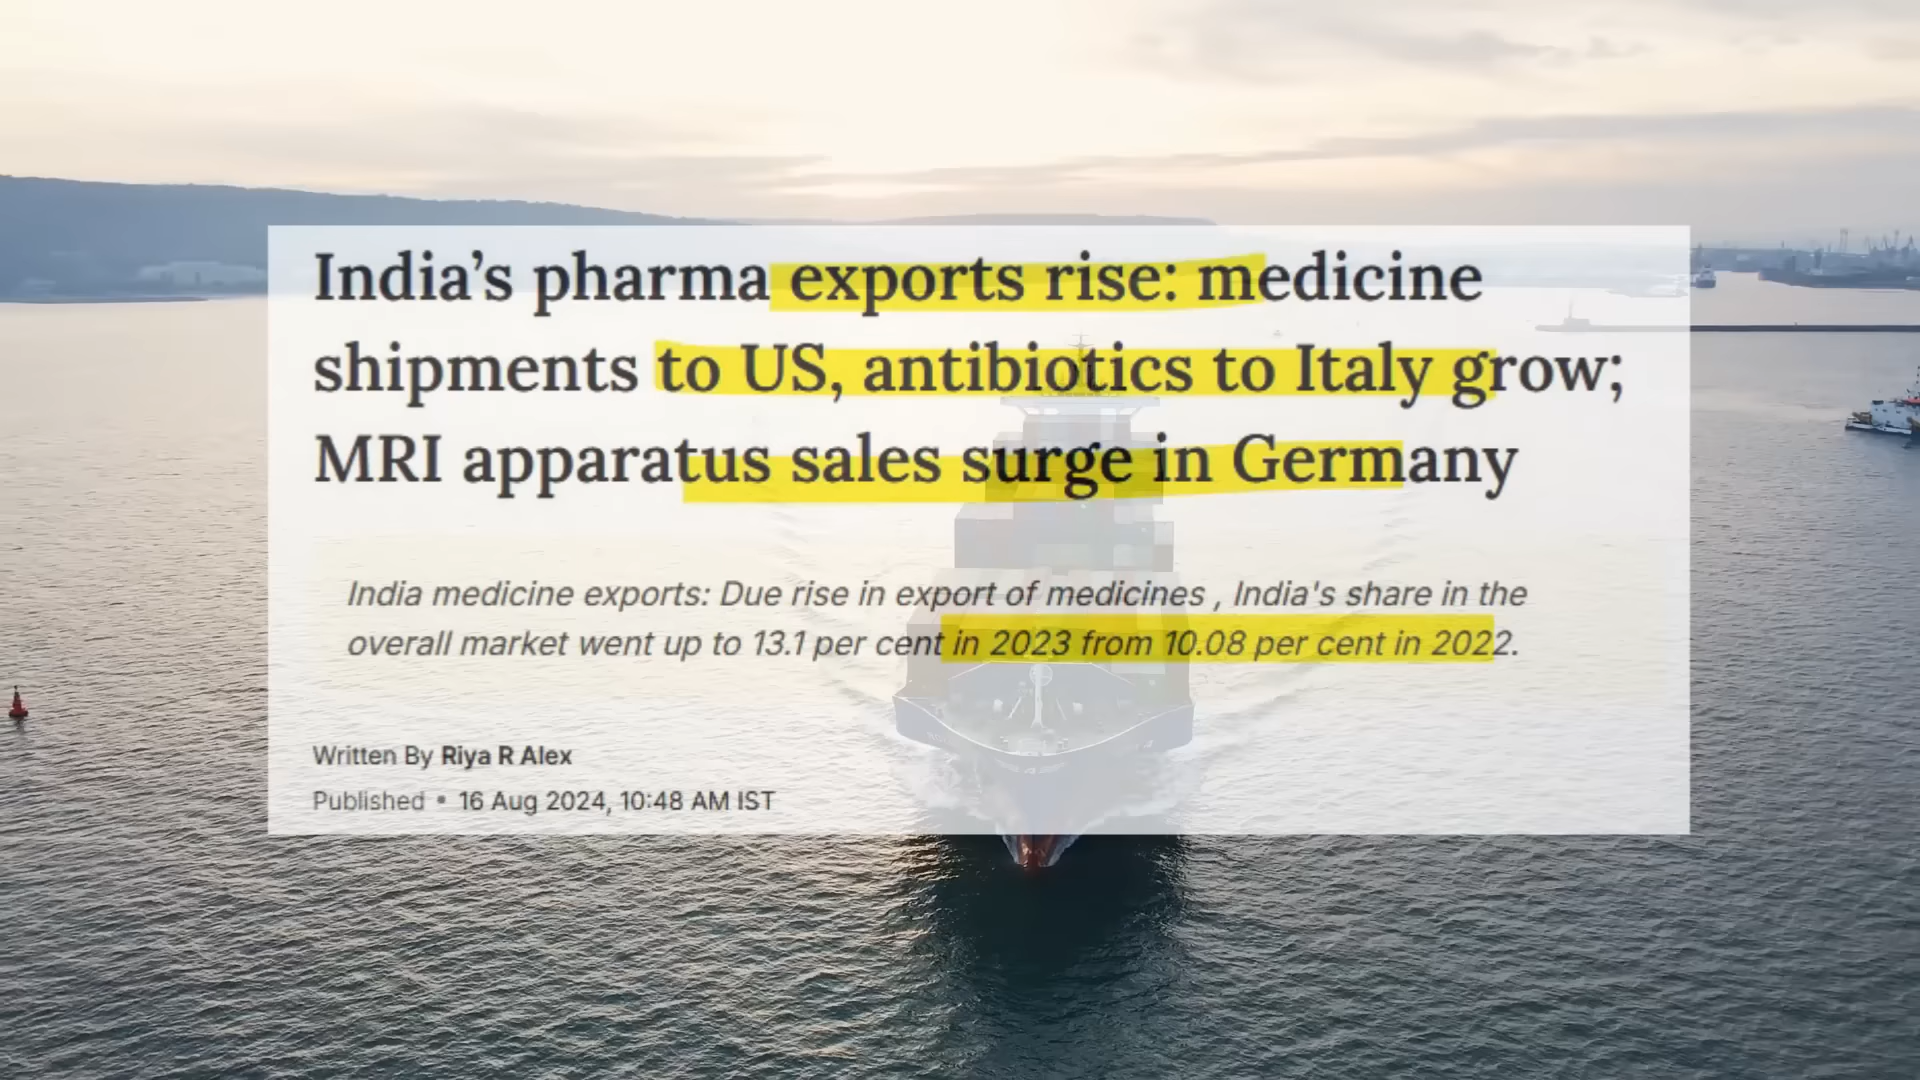 India’s pharma exports rise: medicine
shipments to US, antibiotics to Italy grow;
MRI apparatus sales surge in Germany
India medicine exports: Due rise in export of medicines , India's share in the
overall market went up to 13.1 per cent in 2023 from 10.08 per cent in 2022.
Written By Riya R Alex
Published • 16 Aug 2024, 10:48 AM IST